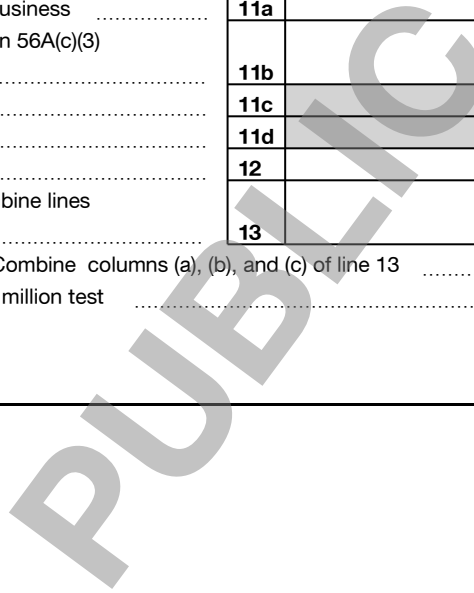 usiness ........................ 11a
n 56A(c)(3)
........................ 11b
........................ 11c
........................ 11d
........................ 12
bine lines
........................ 13
Combine columns (a), (b), and (c) of line 13 ............
million test ........................
PUBLIC